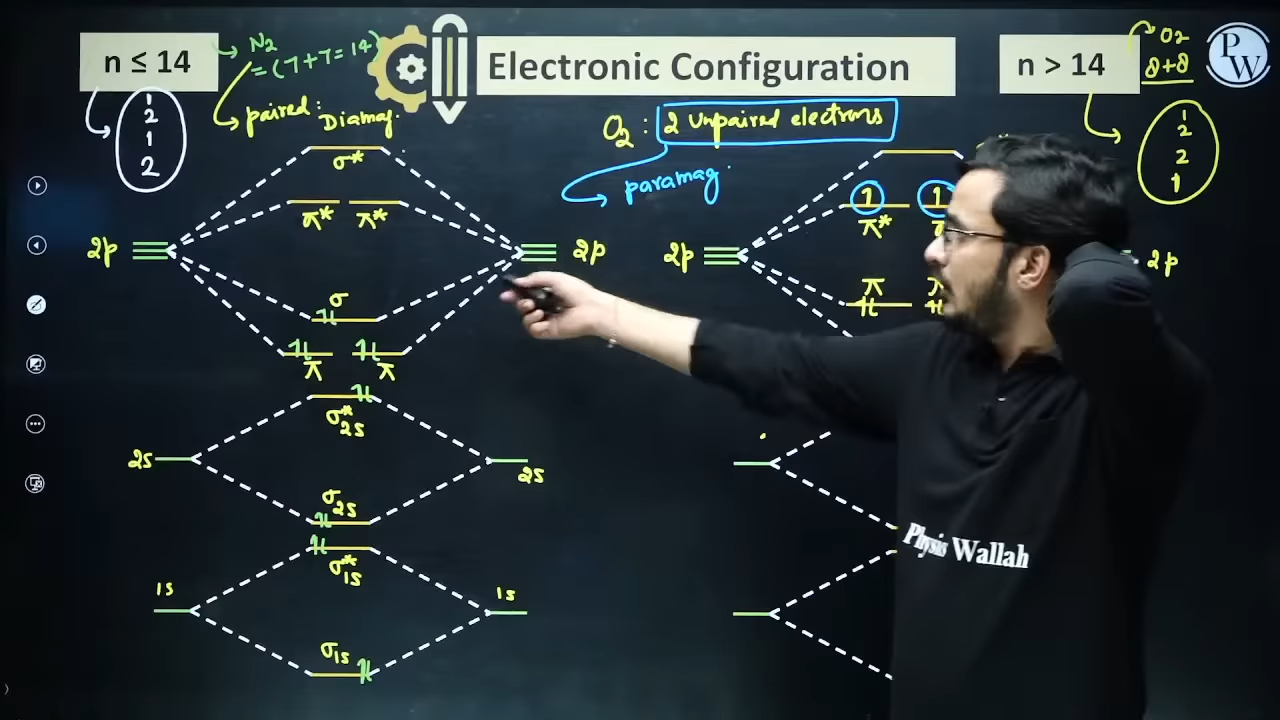 n ≤ 14
N2
=(7+7=14)
Electronic Configuration
n > 14
O2
8+8
PW
1
2
1
2
paired:
Diamag.
O2 : 2 unpaired electrons
paramag.
1
2
2
1
σ*
π* π*
2p 2p
σ
π π
σ*2s
2s 2s
σ2s
σ*1s
1s 1s
σ1s
π*
2p 2p
π
Physics Wallah